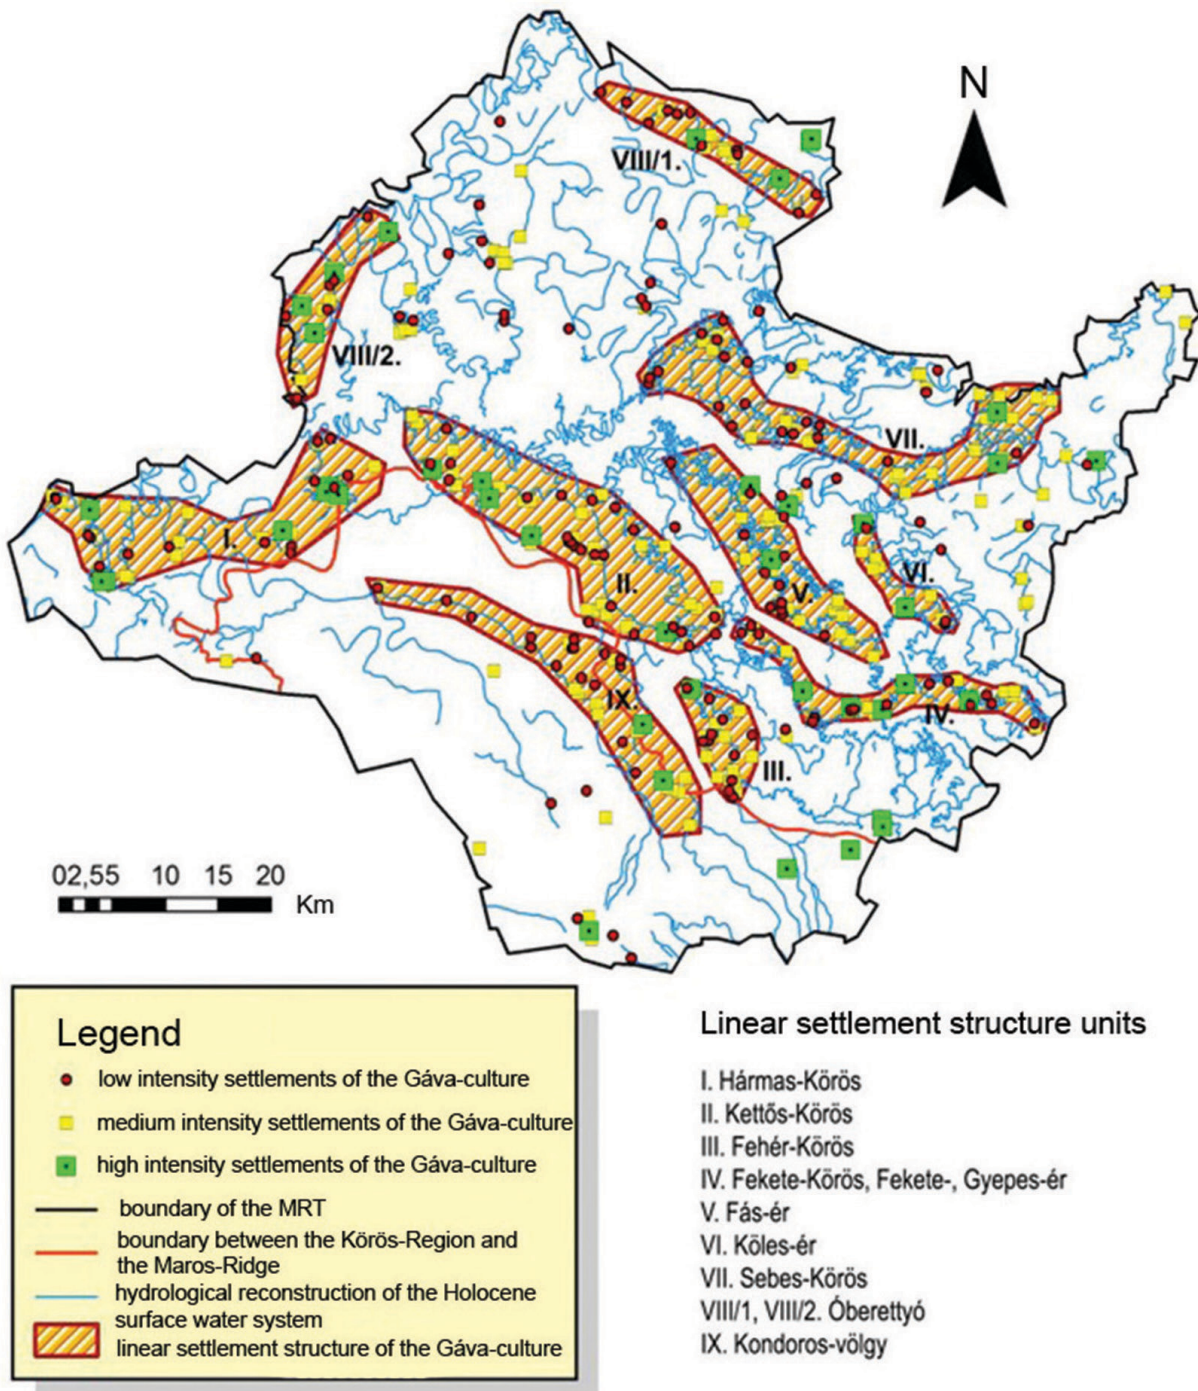 N
VIII/1.
VIII/2.
VII.
I.
II.
V.
VI.
IX.
IV.
III.
02,55 10 15 20
Km
Legend
low intensity settlements of the Gáva-culture
medium intensity settlements of the Gáva-culture
high intensity settlements of the Gáva-culture
boundary of the MRT
boundary between the Körös-Region and
the Maros-Ridge
hydrological reconstruction of the Holocene
surface water system
linear settlement structure of the Gáva-culture
Linear settlement structure units
I. Hármas-Körös
II. Kettős-Körös
III. Fehér-Körös
IV. Fekete-Körös, Fekete-, Gyepes-ér
V. Fás-ér
VI. Köles-ér
VII. Sebes-Körös
VIII/1, VIII/2. Óberettyó
IX. Kondoros-völgy